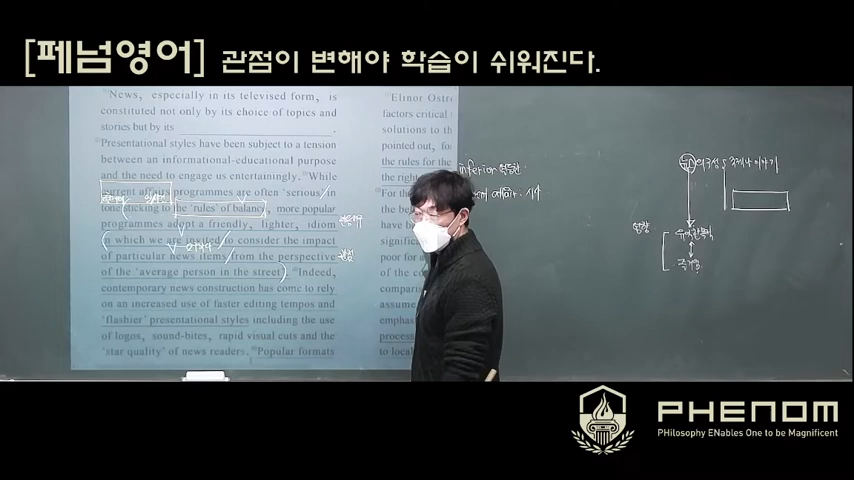 [페넘영어] 관점이 변해야 학습이 쉬워진다.
News, especially in its televised form, is
constituted not only by its choice of topics and
stories but by its
Presentational styles have been subject to a tension
between an informational-educational purpose
and the need to engage us entertainingly. While
current affairs programmes are often 'serious' in
tone sticking to the 'rules' of balance, more popular
programmes adopt a friendly, lighter, idiom
in which we are invited to consider the impact
of particular news items from the perspective
of the 'average person in the street'. Indeed,
contemporary news construction has come to rely
on an increased use of faster editing tempos and
'flashier' presentational styles including the use
of logos, sound-bites, rapid visual cuts and the
'star quality' of news readers. Popular formats
Elinor Ostr
factors critical
solutions to th
pointed out, fo
the rules for the
the right
For the
have be
significa
poor for a
of the co
comparis
assume
emphas
processe
to local
inferior
PHENOM
PHilosophy ENables One to be Magnificent